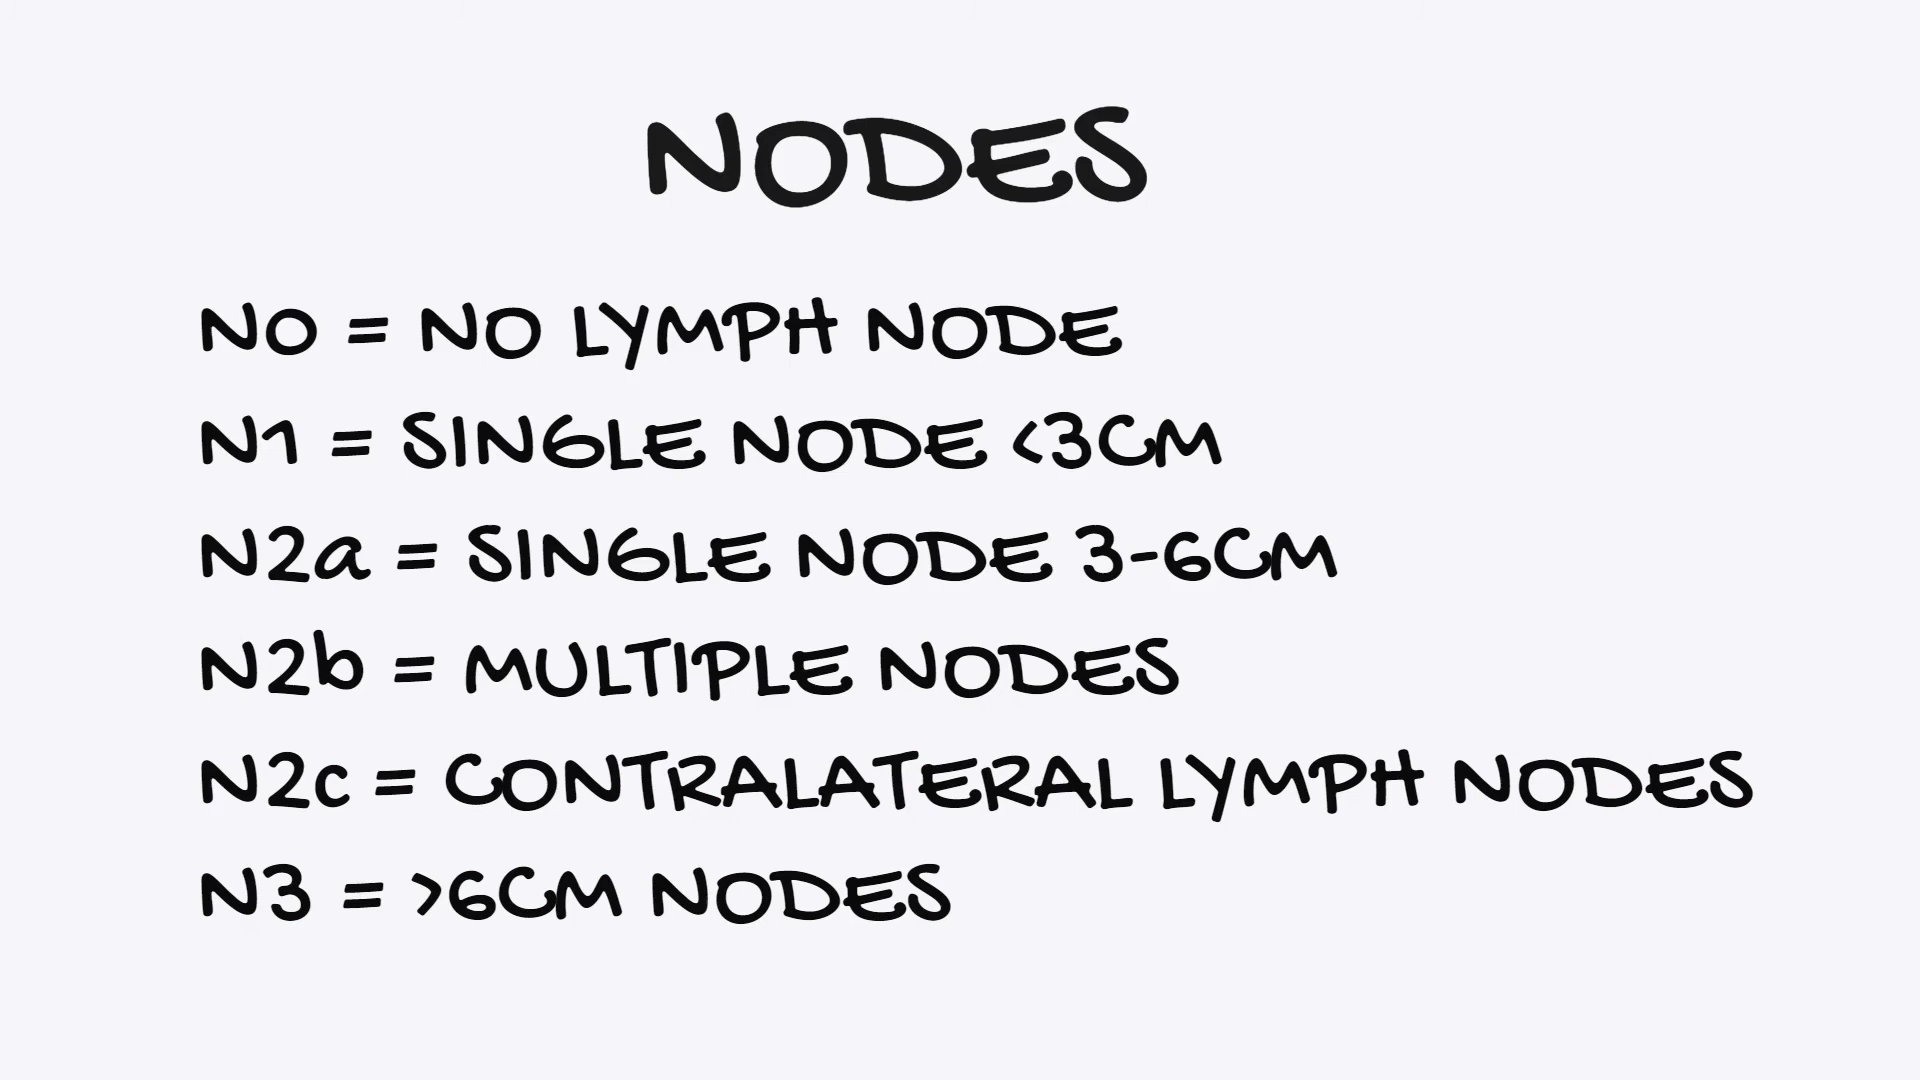 NODES
N0 = NO LYMPH NODE
N1 = SINGLE NODE <3CM
N2a = SINGLE NODE 3-6CM
N2b = MULTIPLE NODES
N2c = CONTRALATERAL LYMPH NODES
N3 = >6CM NODES